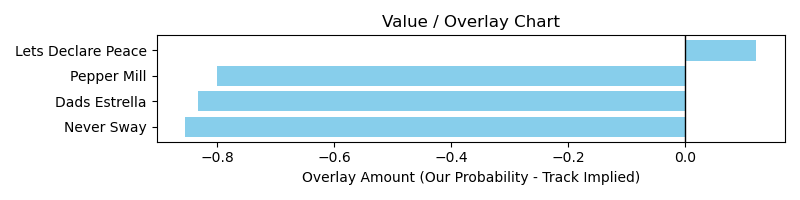 Value / Overlay Chart
Lets Declare Peace
Pepper Mill
Dads Estrella
Never Sway
−0.8 −0.6 −0.4 −0.2 0.0
Overlay Amount (Our Probability - Track Implied)